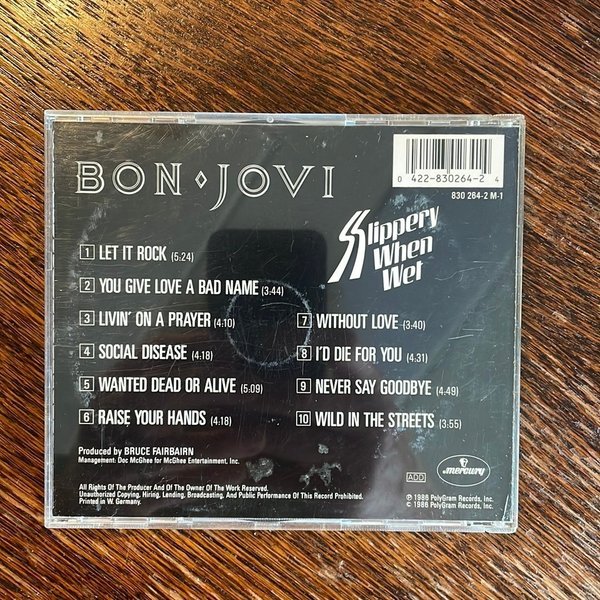 BON JOVI
0 422-830264-2 4
830 264-2 M-1
Slippery
When
Wet
1 LET IT ROCK (5:24)
2 YOU GIVE LOVE A BAD NAME (3:44)
3 LIVIN' ON A PRAYER (4:10)
4 SOCIAL DISEASE (4:18)
5 WANTED DEAD OR ALIVE (5:09)
6 RAISE YOUR HANDS (4:18)
7 WITHOUT LOVE (3:40)
8 I'D DIE FOR YOU (4:31)
9 NEVER SAY GOODBYE (4:49)
10 WILD IN THE STREETS (3:55)
Produced by BRUCE FAIRBAIRN
Management: Doc McGhee for McGhee Entertainment, Inc.
All Rights Of The Producer And Of The Owner Of The Work Reserved.
Unauthorized Copying, Hiring, Lending, Broadcasting, And Public Performance Of This Record Prohibited.
Printed in W. Germany.
ADD
mercury
℗ 1986 PolyGram Records, Inc.
© 1986 PolyGram Records, Inc.